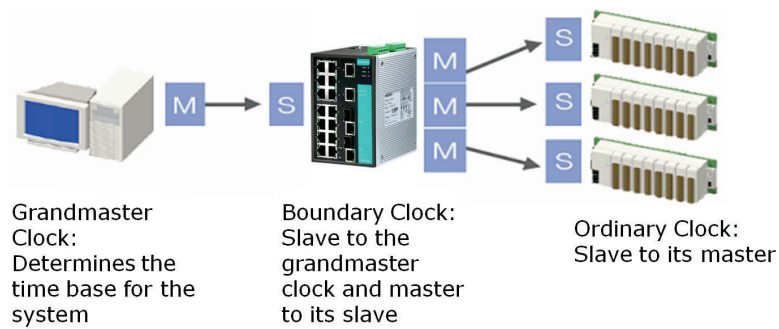 M
S
M
M
M
S
S
S
Grandmaster
Clock:
Determines the
time base for the
system
Boundary Clock:
Slave to the
grandmaster
clock and master
to its slave
Ordinary Clock:
Slave to its master